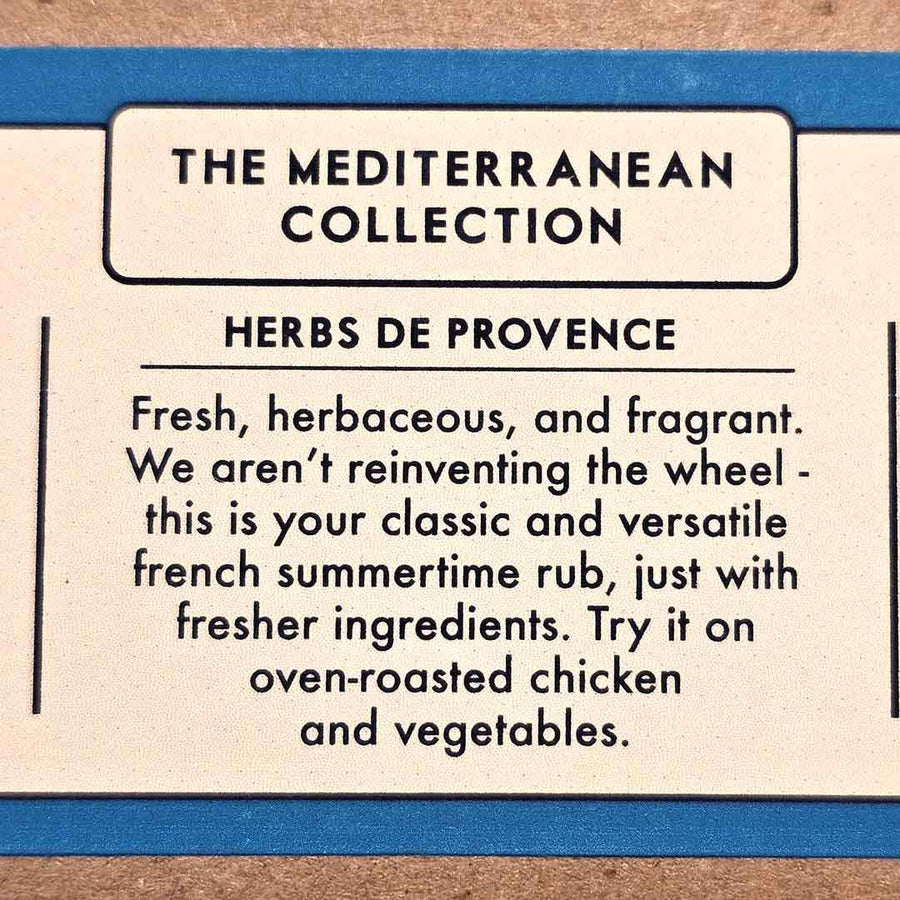 THE MEDITERRANEAN
COLLECTION
HERBS DE PROVENCE
Fresh, herbaceous, and fragrant.
We aren't reinventing the wheel -
this is your classic and versatile
french summertime rub, just with
fresher ingredients. Try it on
oven-roasted chicken
and vegetables.